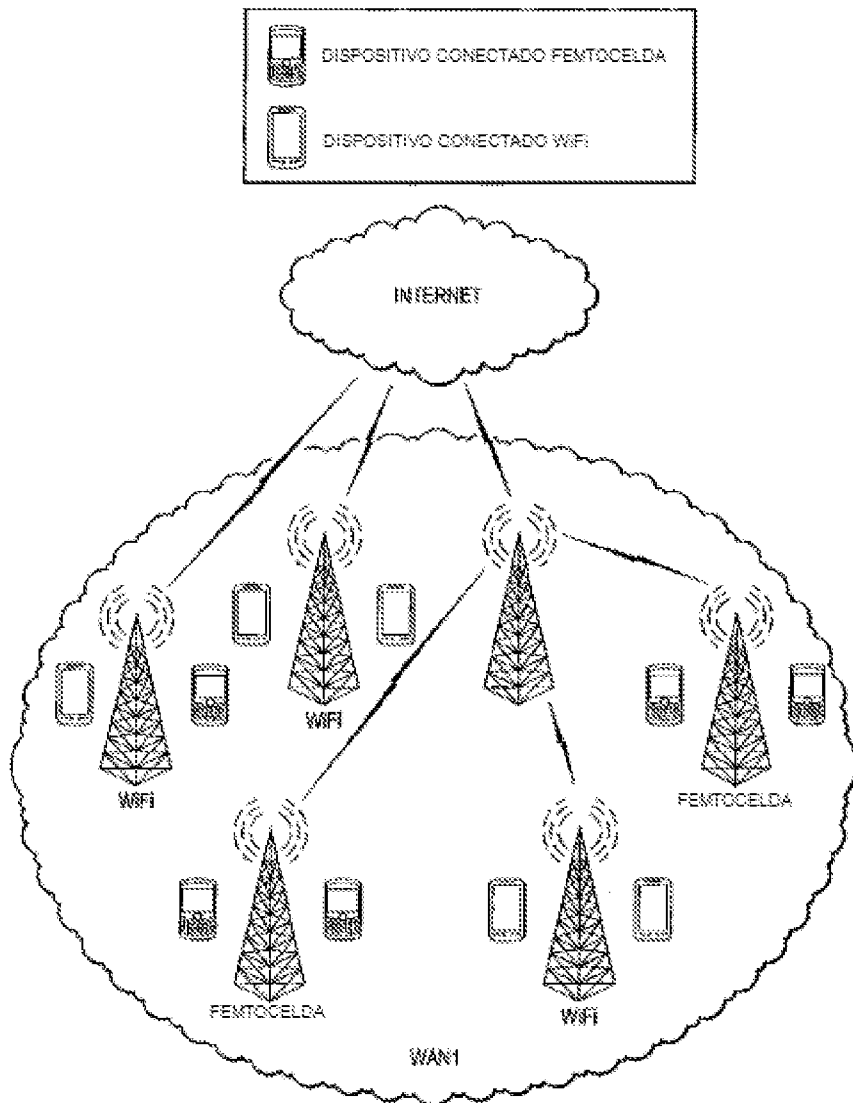 DISPOSITIVO CONECTADO FEMTOCELDA
DISPOSITIVO CONECTADO WiFi
INTERNET
WiFi
WiFi
FEMTOCELDA
FEMTOCELDA
WiFi
WAN1